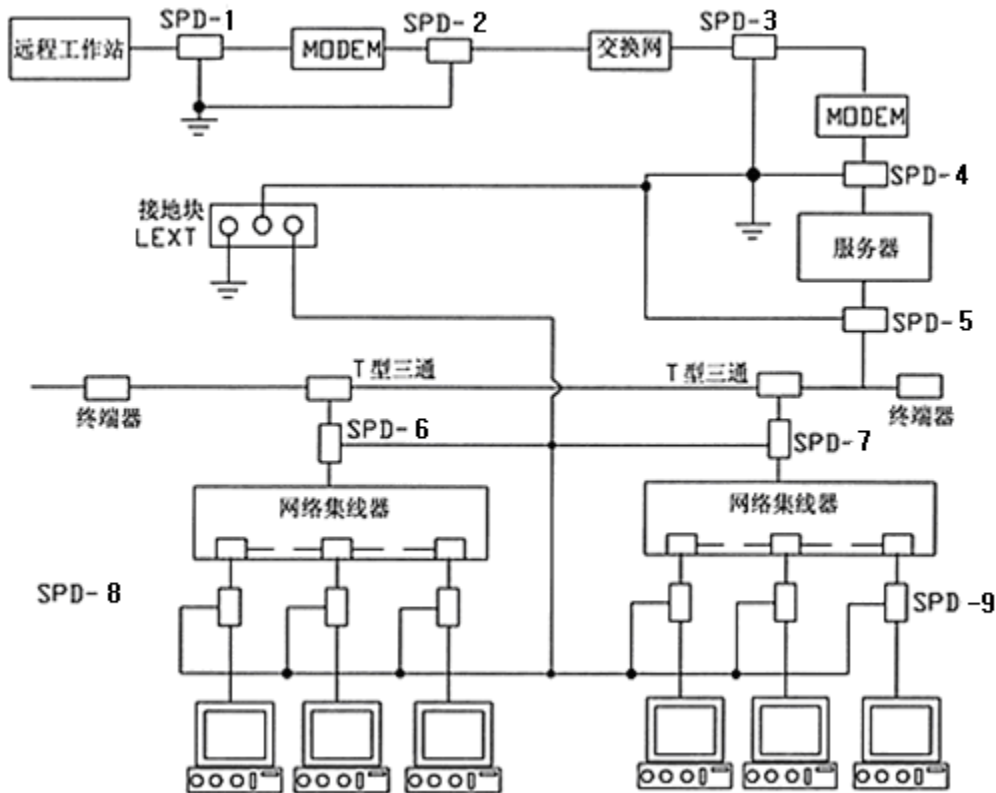 SPD-1
SPD-2
SPD-3
远程工作站
MODEM
交换网
MODEM
SPD-4
接地块
LEXT
服务器
SPD-5
T型三通
T型三通
终端器
终端器
SPD-6
SPD-7
网络集线器
网络集线器
SPD-8
SPD-9